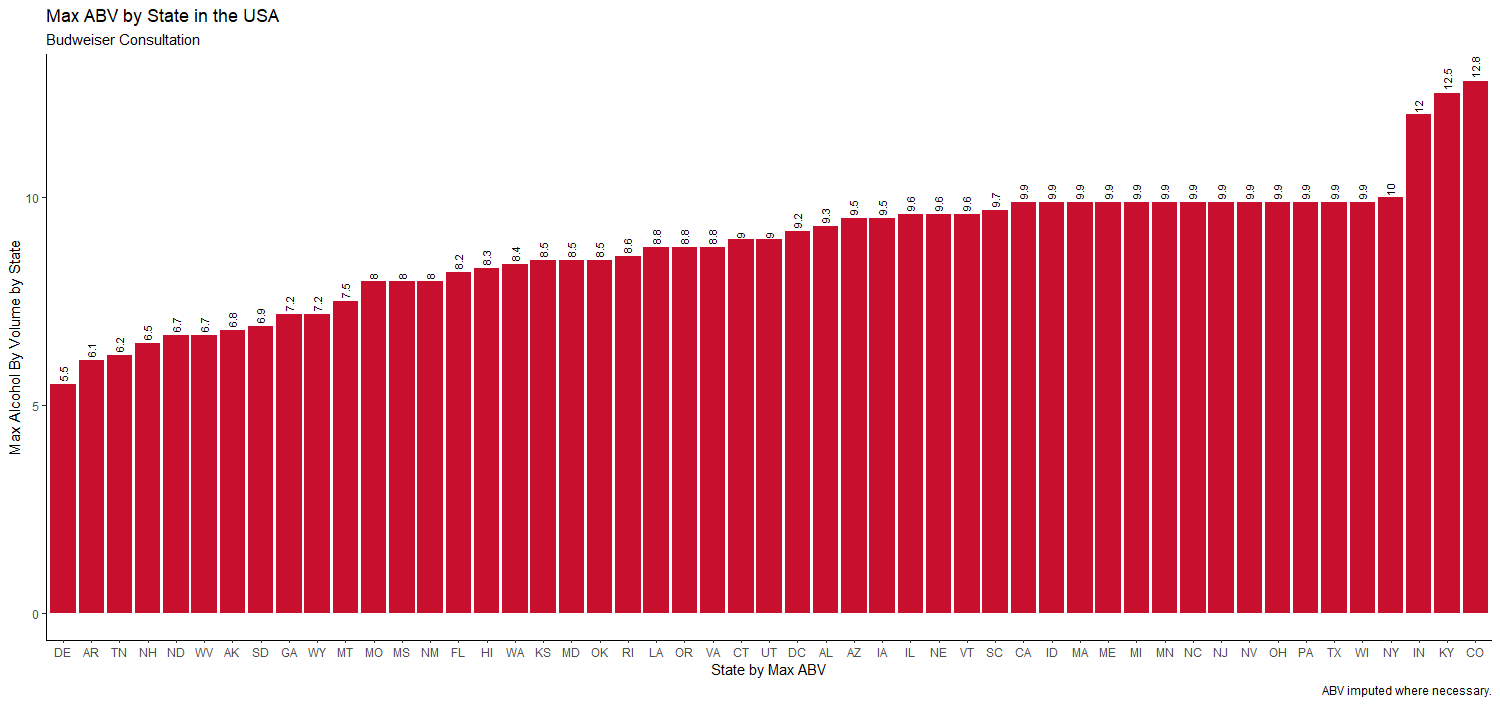 Max ABV by State in the USA
Budweiser Consultation
Max Alcohol By Volume by State
10
5
0
5.5 6.1 6.2 6.5 6.7 6.7 6.8 6.9 7.2 7.2 7.5 8 8 8 8.2 8.3 8.4 8.5 8.5 8.5 8.6 8.8 8.8 8.8 9 9 9.2 9.3 9.5 9.5 9.6 9.6 9.6 9.7 9.9 9.9 9.9 9.9 9.9 9.9 9.9 9.9 9.9 9.9 9.9 9.9 9.9 10 12 12.5 12.8
DE AR TN NH ND WV AK SD GA WY MT MO MS NM FL HI WA KS MD OK RI LA OR VA CT UT DC AL AZ IA IL NE VT SC CA ID MA ME MI MN NC NJ NV OH PA TX WI NY IN KY CO
State by Max ABV
ABV imputed where necessary.